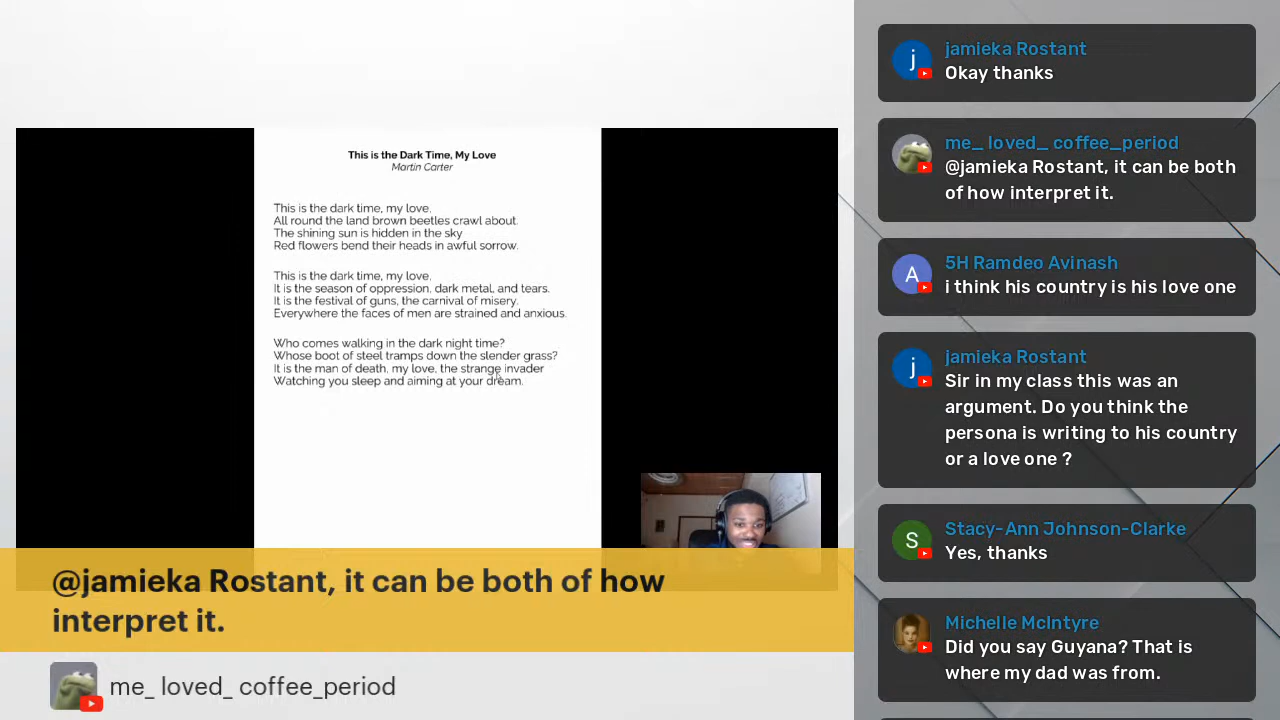 This is the Dark Time, My Love
Martin Carter
This is the dark time, my love,
All round the land brown beetles crawl about.
The shining sun is hidden in the sky
Red flowers bend their heads in awful sorrow.
This is the dark time, my love,
It is the season of oppression, dark metal, and tears.
It is the festival of guns, the carnival of misery.
Everywhere the faces of men are strained and anxious.
Who comes walking in the dark night time?
Whose boot of steel tramps down the slender grass?
It is the man of death, my love, the strange invader
Watching you sleep and aiming at your dream.
@jamieka Rostant, it can be both of how
interpret it.
me_ loved_ coffee_period
j
jamieka Rostant
Okay thanks
me_ loved_ coffee_period
@jamieka Rostant, it can be both
of how interpret it.
A
5H Ramdeo Avinash
i think his country is his love one
j
jamieka Rostant
Sir in my class this was an
argument. Do you think the
persona is writing to his country
or a love one ?
S
Stacy-Ann Johnson-Clarke
Yes, thanks
Michelle McIntyre
Did you say Guyana? That is
where my dad was from.